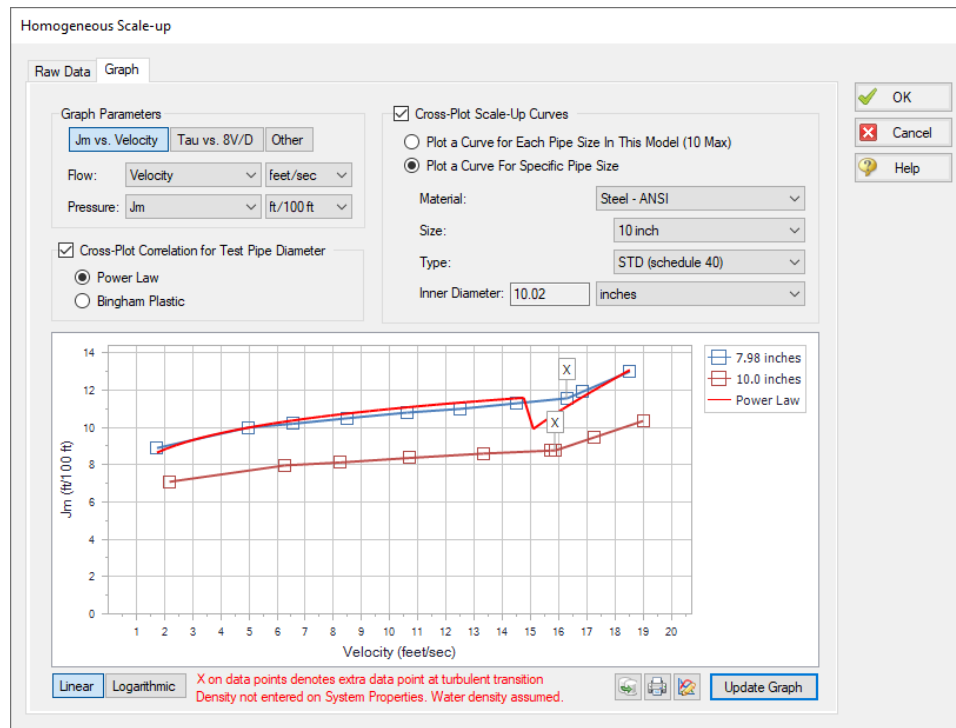 Homogeneous Scale-up
Raw Data Graph
OK
Cancel
Help
Graph Parameters
Jm vs. Velocity Tau vs. 8V/D Other
Flow: Velocity feet/sec
Pressure: Jm ft/100 ft
Cross-Plot Correlation for Test Pipe Diameter
Power Law
Bingham Plastic
Cross-Plot Scale-Up Curves
Plot a Curve for Each Pipe Size In This Model (10 Max)
Plot a Curve For Specific Pipe Size
Material: Steel - ANSI
Size: 10 inch
Type: STD (schedule 40)
Inner Diameter: 10.02 inches
Jm (ft/100 ft)
14
12
10
8
6
4
2
0
X
X
1 2 3 4 5 6 7 8 9 10 11 12 13 14 15 16 17 18 19 20
Velocity (feet/sec)
7.98 inches
10.0 inches
Power Law
Linear Logarithmic
X on data points denotes extra data point at turbulent transition
Density not entered on System Properties. Water density assumed.
Update Graph